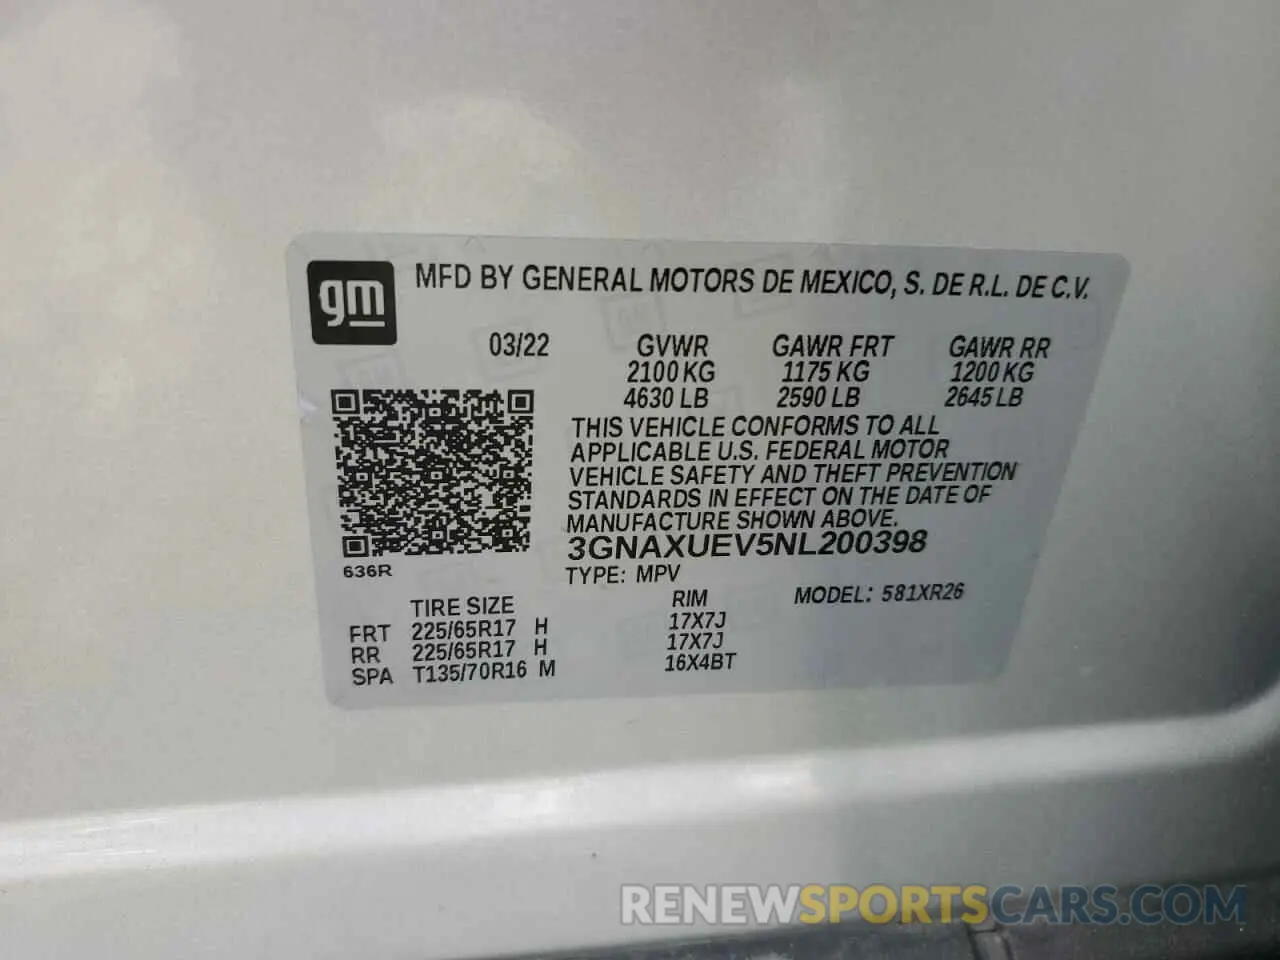 gm
MFD BY GENERAL MOTORS DE MEXICO, S. DE R.L. DE C.V.
03/22 GVWR GAWR FRT GAWR RR
2100 KG 1175 KG 1200 KG
4630 LB 2590 LB 2645 LB
THIS VEHICLE CONFORMS TO ALL
APPLICABLE U.S. FEDERAL MOTOR
VEHICLE SAFETY AND THEFT PREVENTION
STANDARDS IN EFFECT ON THE DATE OF
MANUFACTURE SHOWN ABOVE.
3GNAXUEV5NL200398
636R
TYPE: MPV MODEL: 581XR26
TIRE SIZE RIM
FRT 225/65R17 H 17X7J
RR 225/65R17 H 17X7J
SPA T135/70R16 M 16X4BT
RENEWSPORTSCARS.COM